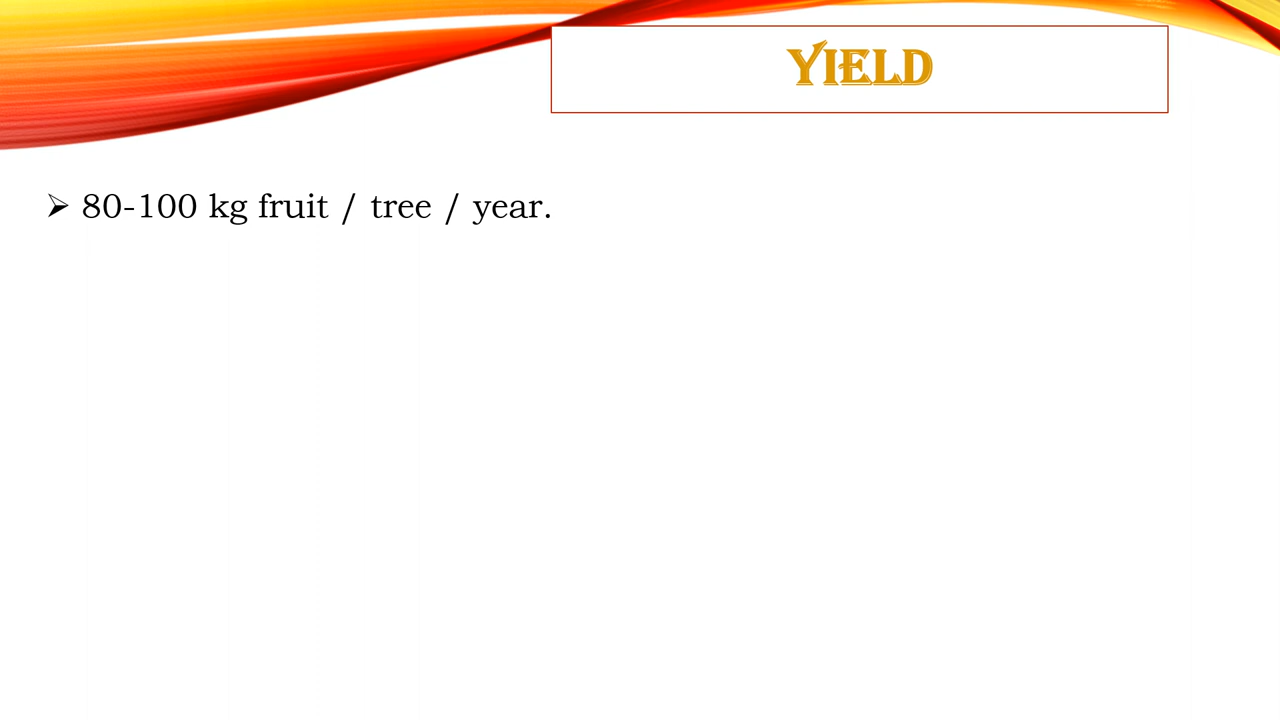 YIELD
➢ 80-100 kg fruit / tree / year.